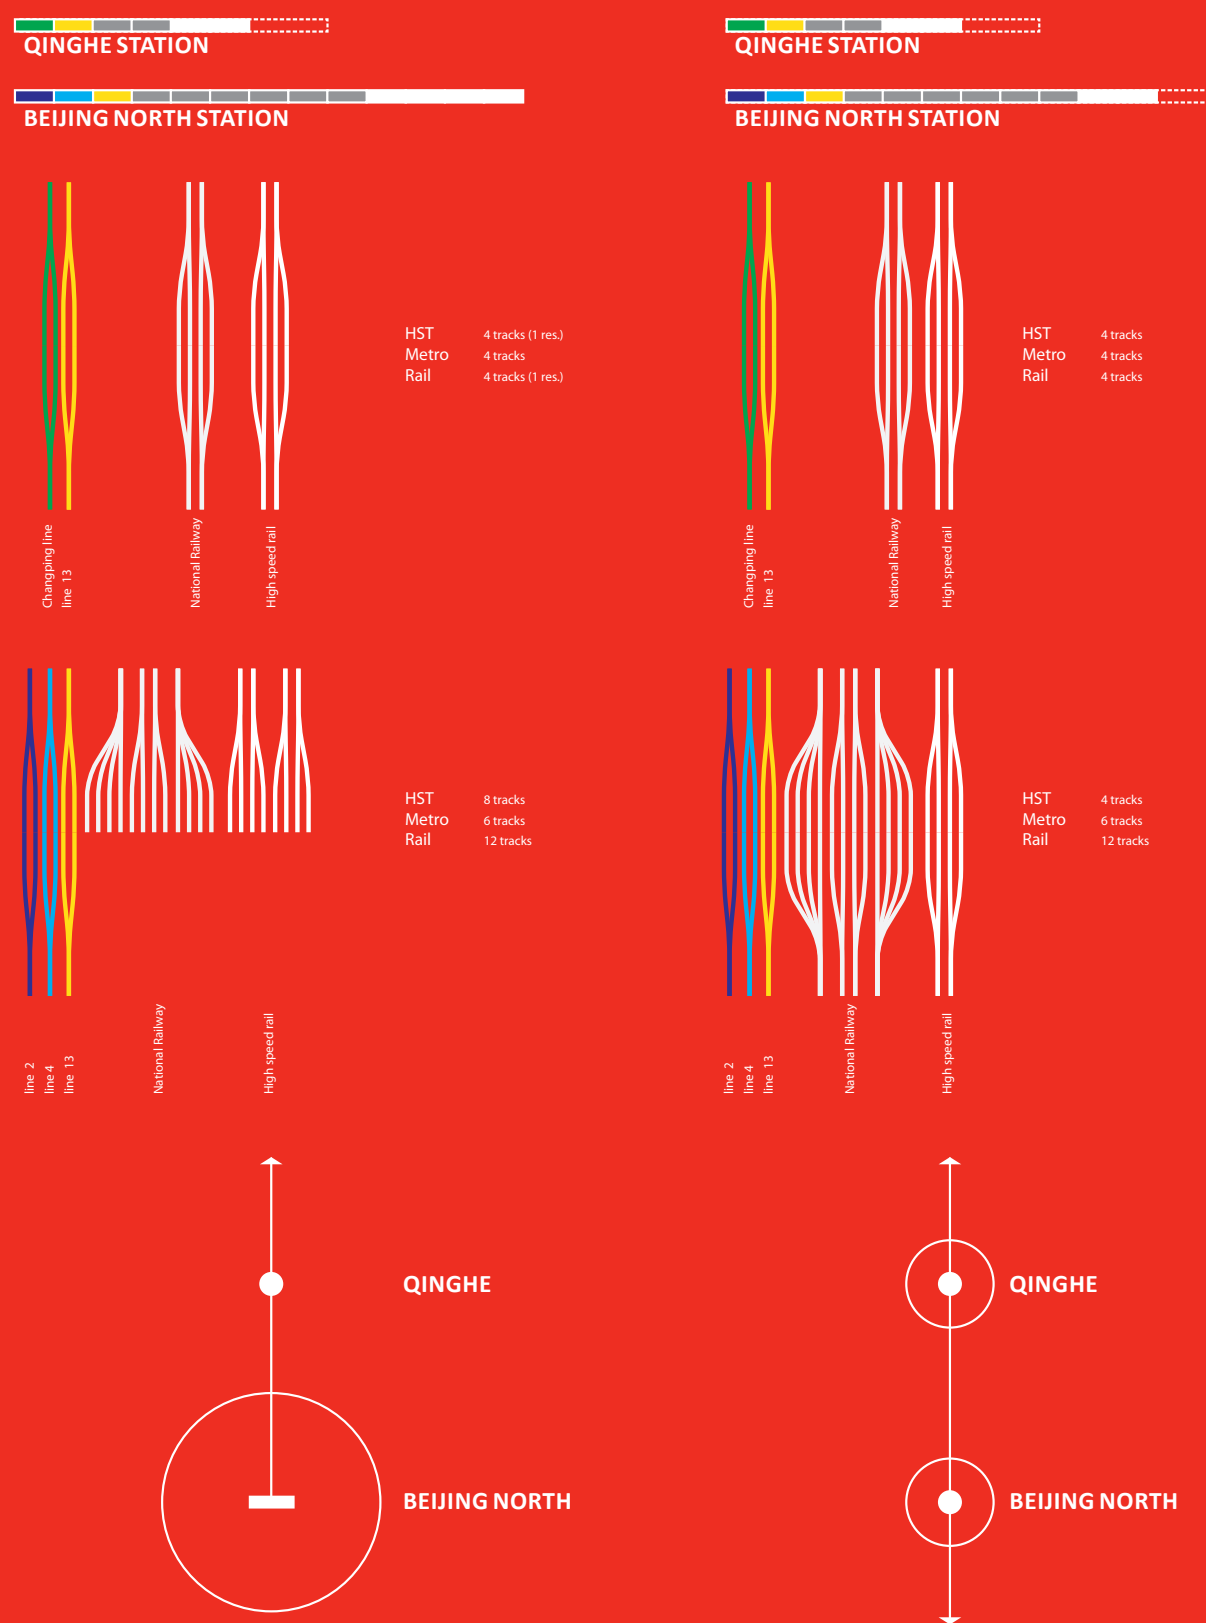 QINGHE STATION
BEIJING NORTH STATION
HST 4 tracks (1 res.)
Metro 4 tracks
Rail 4 tracks (1 res.)
Changping line
line 13
National Railway
High speed rail
HST 8 tracks
Metro 6 tracks
Rail 12 tracks
line 2
line 4
line 13
National Railway
High speed rail
QINGHE
BEIJING NORTH
QINGHE STATION
BEIJING NORTH STATION
HST 4 tracks
Metro 4 tracks
Rail 4 tracks
Changping line
line 13
National Railway
High speed rail
HST 4 tracks
Metro 6 tracks
Rail 12 tracks
line 2
line 4
line 13
National Railway
High speed rail
QINGHE
BEIJING NORTH